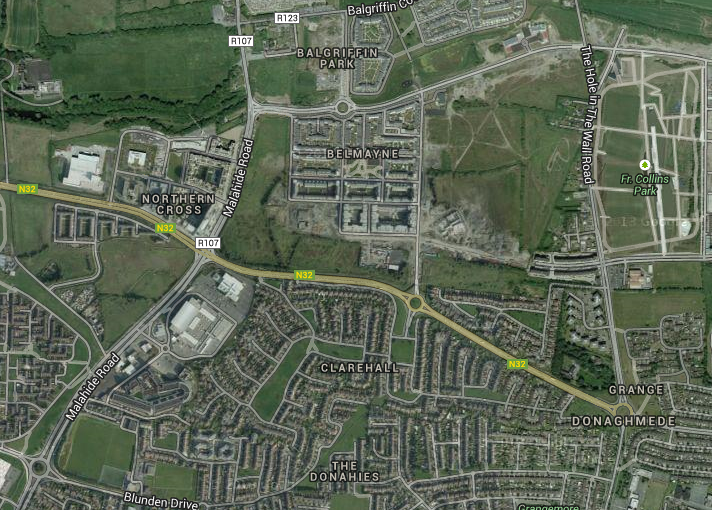 Balgriffin Co
R123
R107
BALGRIFFIN
PARK
The Hole In The Wall Road
BELMAYNE
Malahide Road
Fr. Collins
Park
N32
NORTHERN
CROSS
N32
R107
N32
N32
CLAREHALL
Malahide Road
GRANGE
DONAGHMEDE
THE
DONAHIES
Blunden Drive
Grangemore